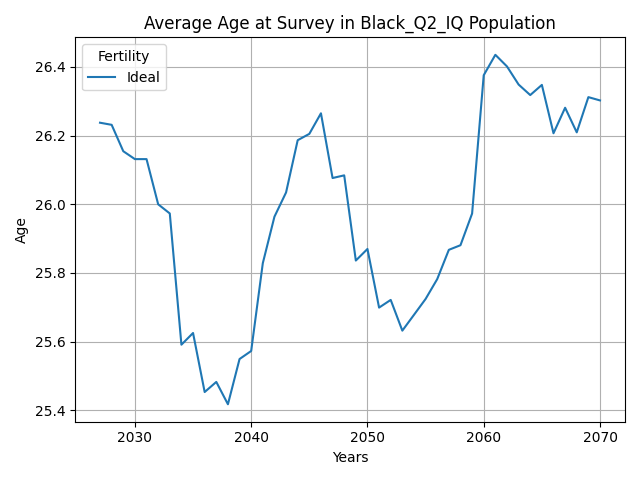 Average Age at Survey in Black_Q2_IQ Population
Fertility
Ideal
26.4
26.2
26.0
25.8
25.6
25.4
Age
2030 2040 2050 2060 2070
Years